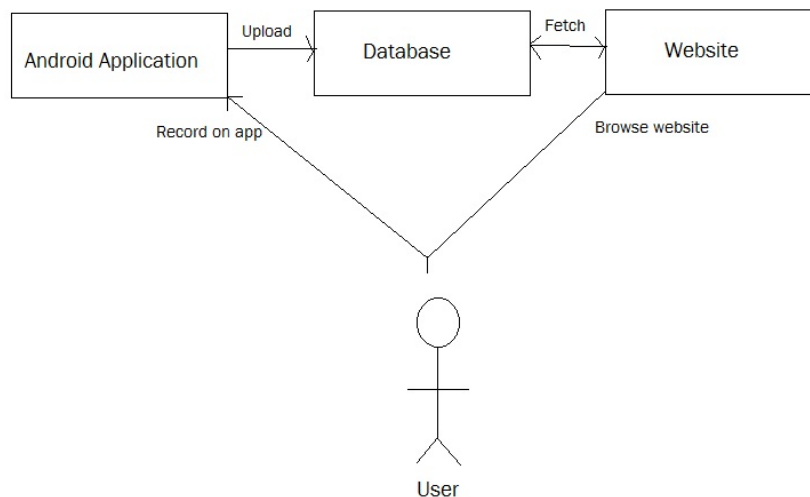 Upload
Fetch
Android Application
Database
Website
Record on app
Browse website
User